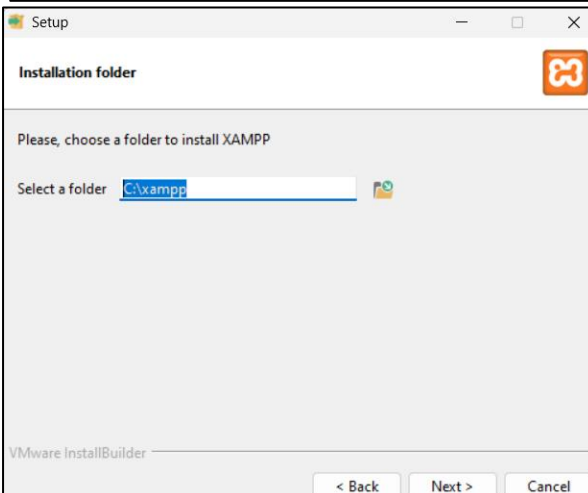 Setup
Installation folder
Please, choose a folder to install XAMPP
Select a folder C:\xampp
VMware InstallBuilder
< Back Next > Cancel